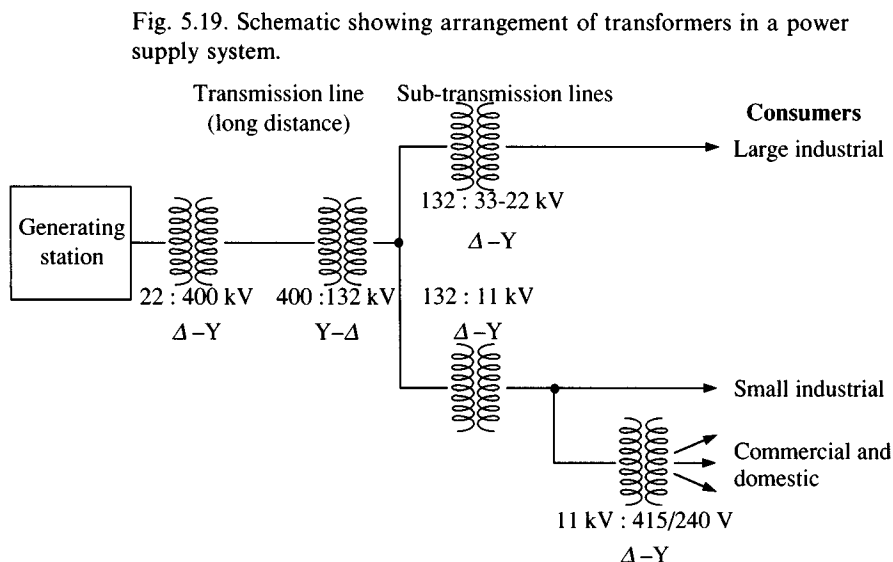 Fig. 5.19. Schematic showing arrangement of transformers in a power
supply system.
Transmission line
(long distance)
Sub-transmission lines
Consumers
Large industrial
132 : 33-22 kV
Δ–Y
Generating
station
22 : 400 kV
Δ–Y
400 :132 kV
Y–Δ
132 : 11 kV
Δ–Y
Small industrial
Commercial and
domestic
11 kV : 415/240 V
Δ–Y